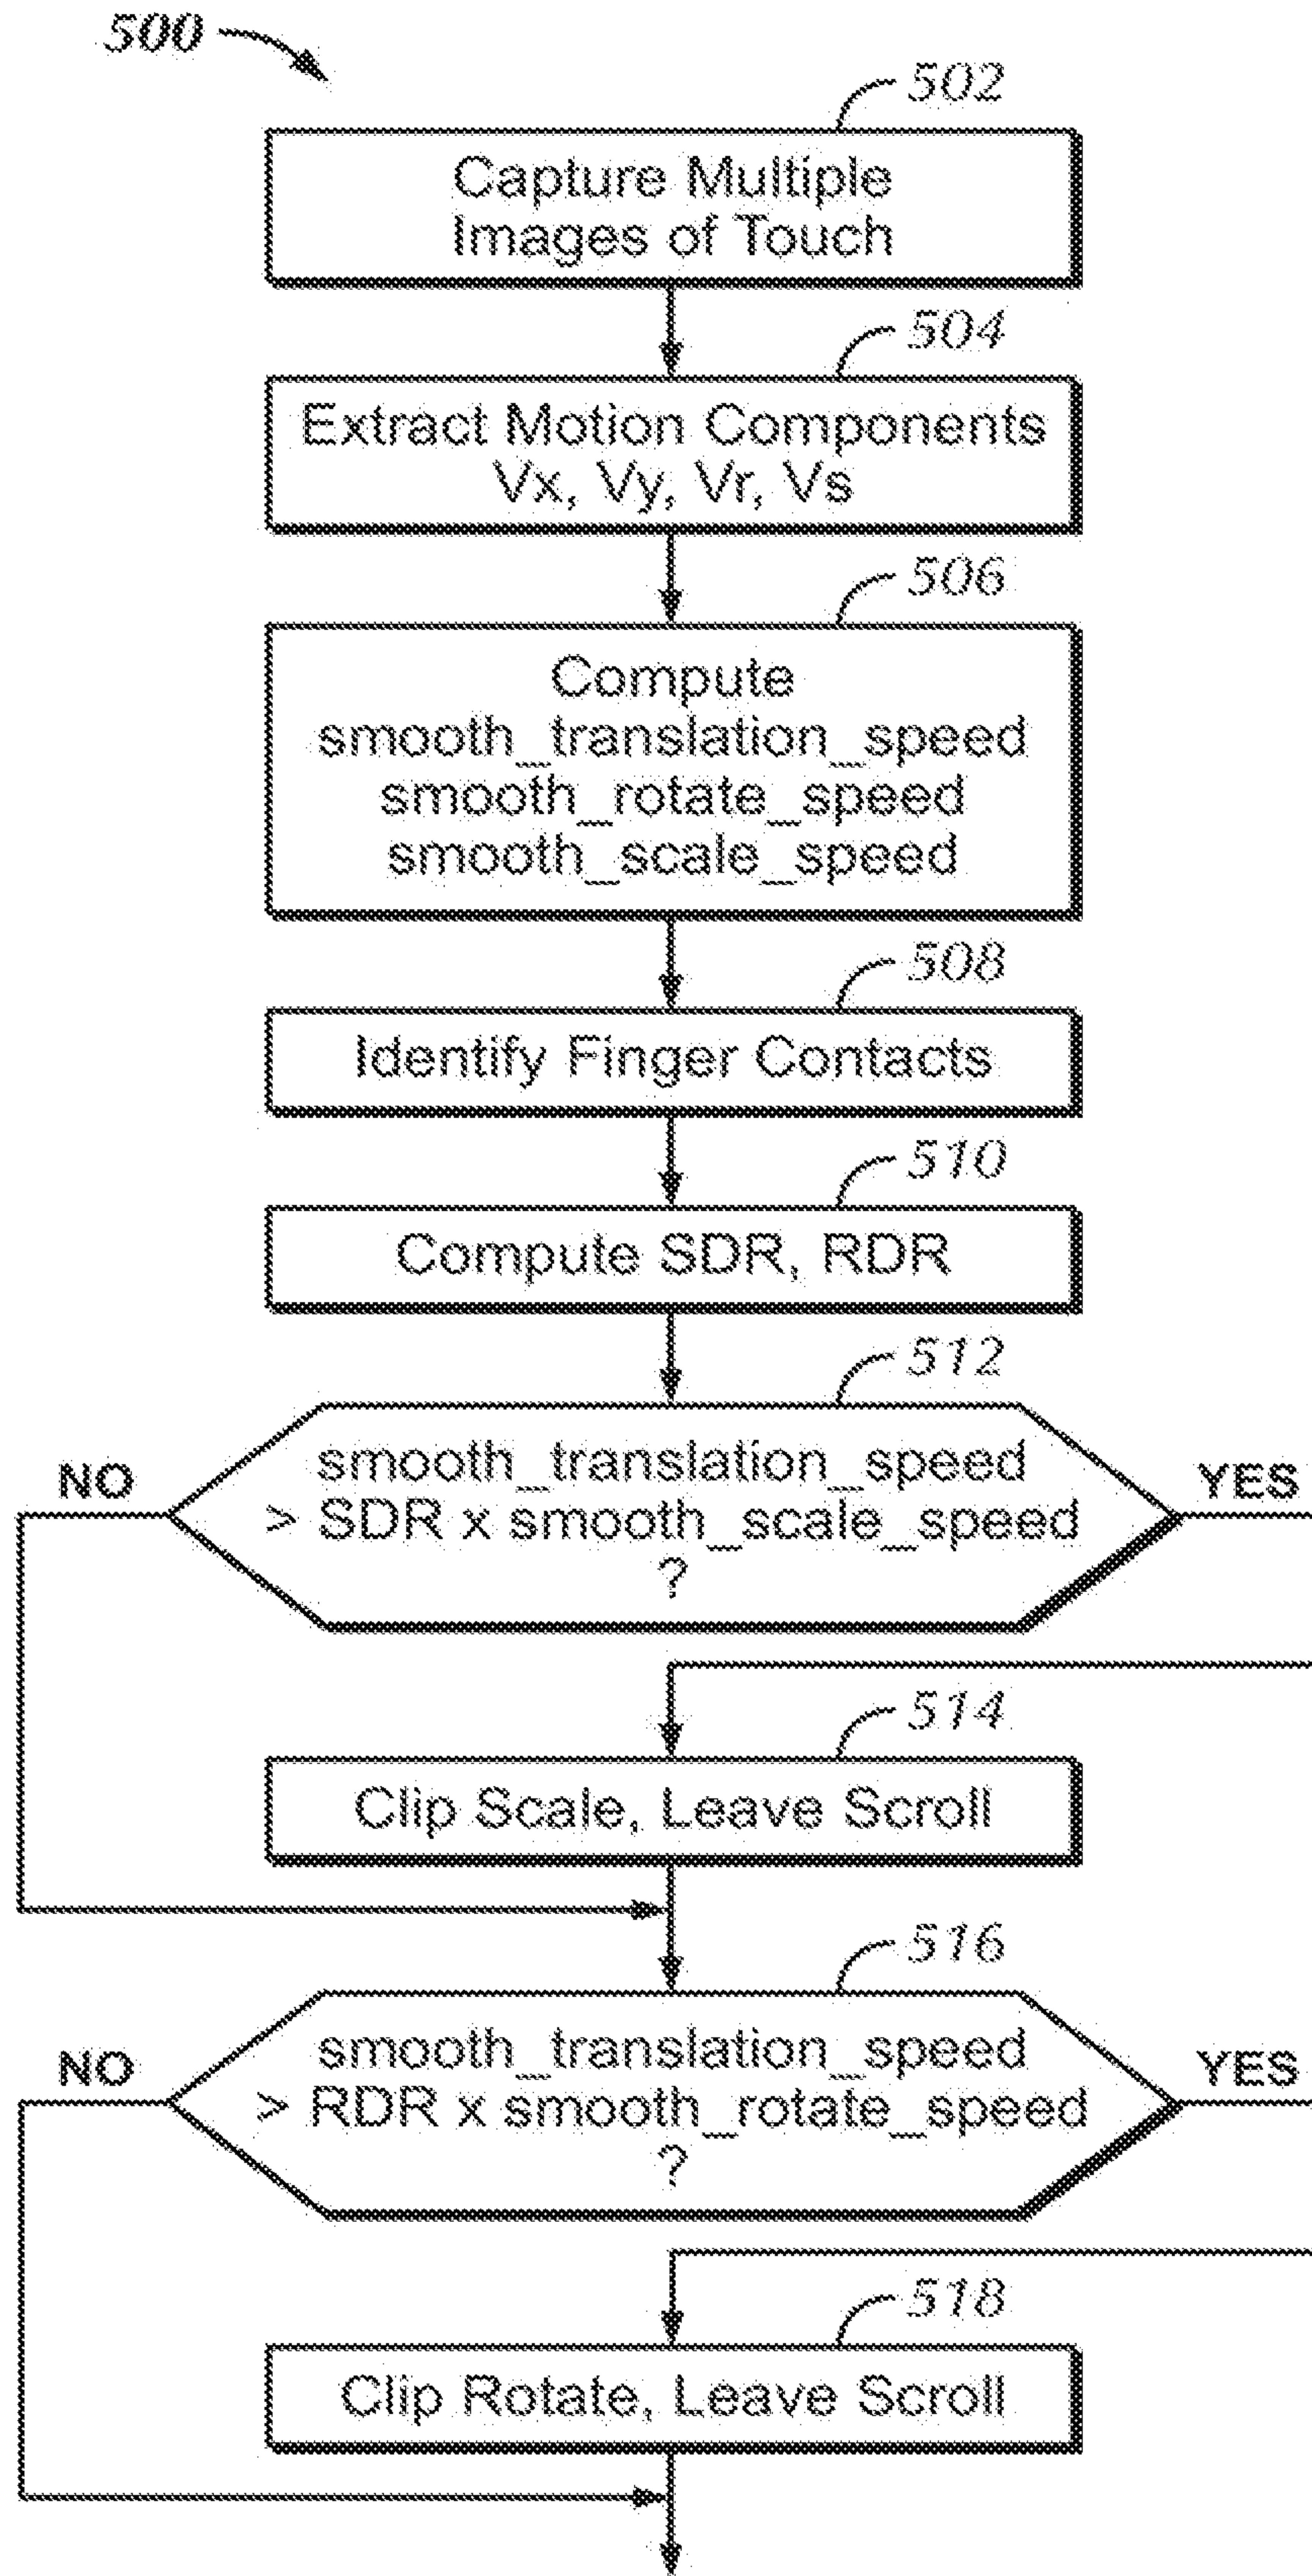 500
502
Capture Multiple
Images of Touch
504
Extract Motion Components
Vx, Vy, Vr, Vs
506
Compute
smooth_translation_speed
smooth_rotate_speed
smooth_scale_speed
508
Identify Finger Contacts
510
Compute SDR, RDR
512
NO
smooth_translation_speed
> SDR x smooth_scale_speed
?
YES
514
Clip Scale, Leave Scroll
516
NO
smooth_translation_speed
> RDR x smooth_rotate_speed
?
YES
518
Clip Rotate, Leave Scroll